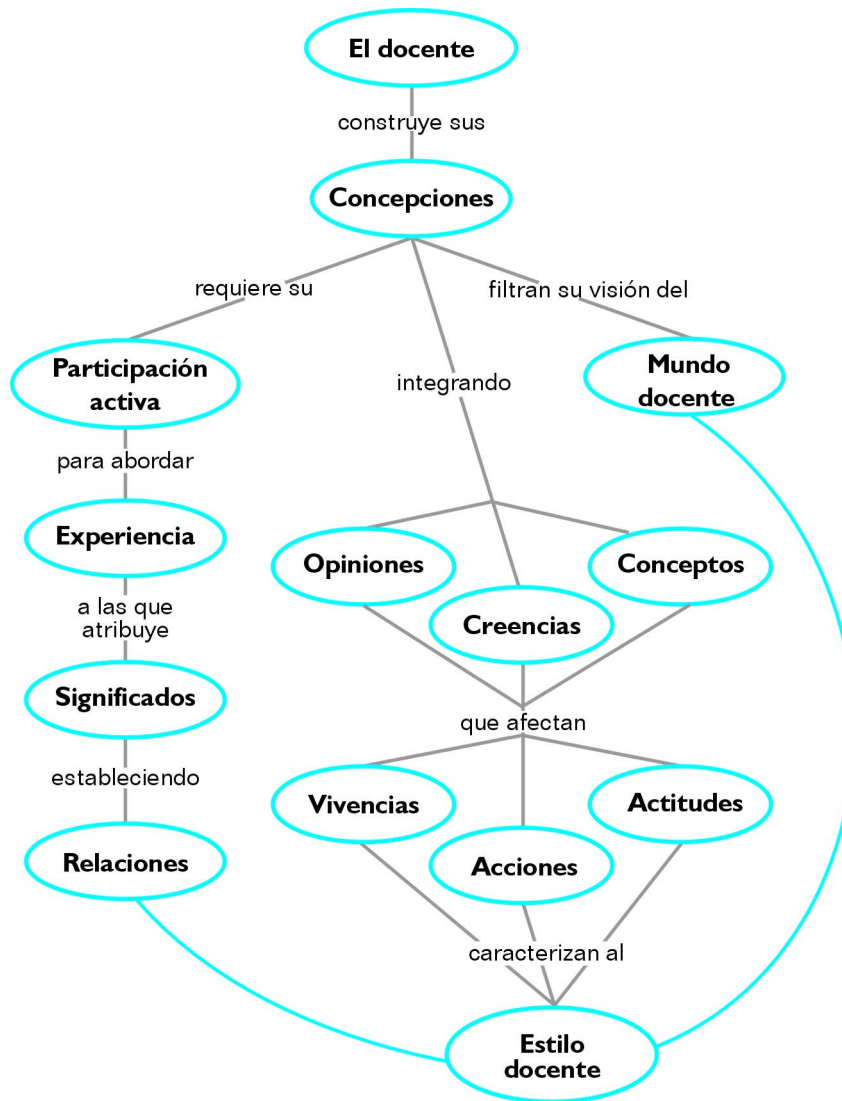 El docente
construye sus
Concepciones
requiere su
filtran su visión del
Participación
activa
integrando
Mundo
docente
para abordar
Experiencia
Opiniones
Conceptos
Creencias
a las que
atribuye
Significados
que afectan
estableciendo
Vivencias
Actitudes
Relaciones
Acciones
caracterizan al
Estilo
docente